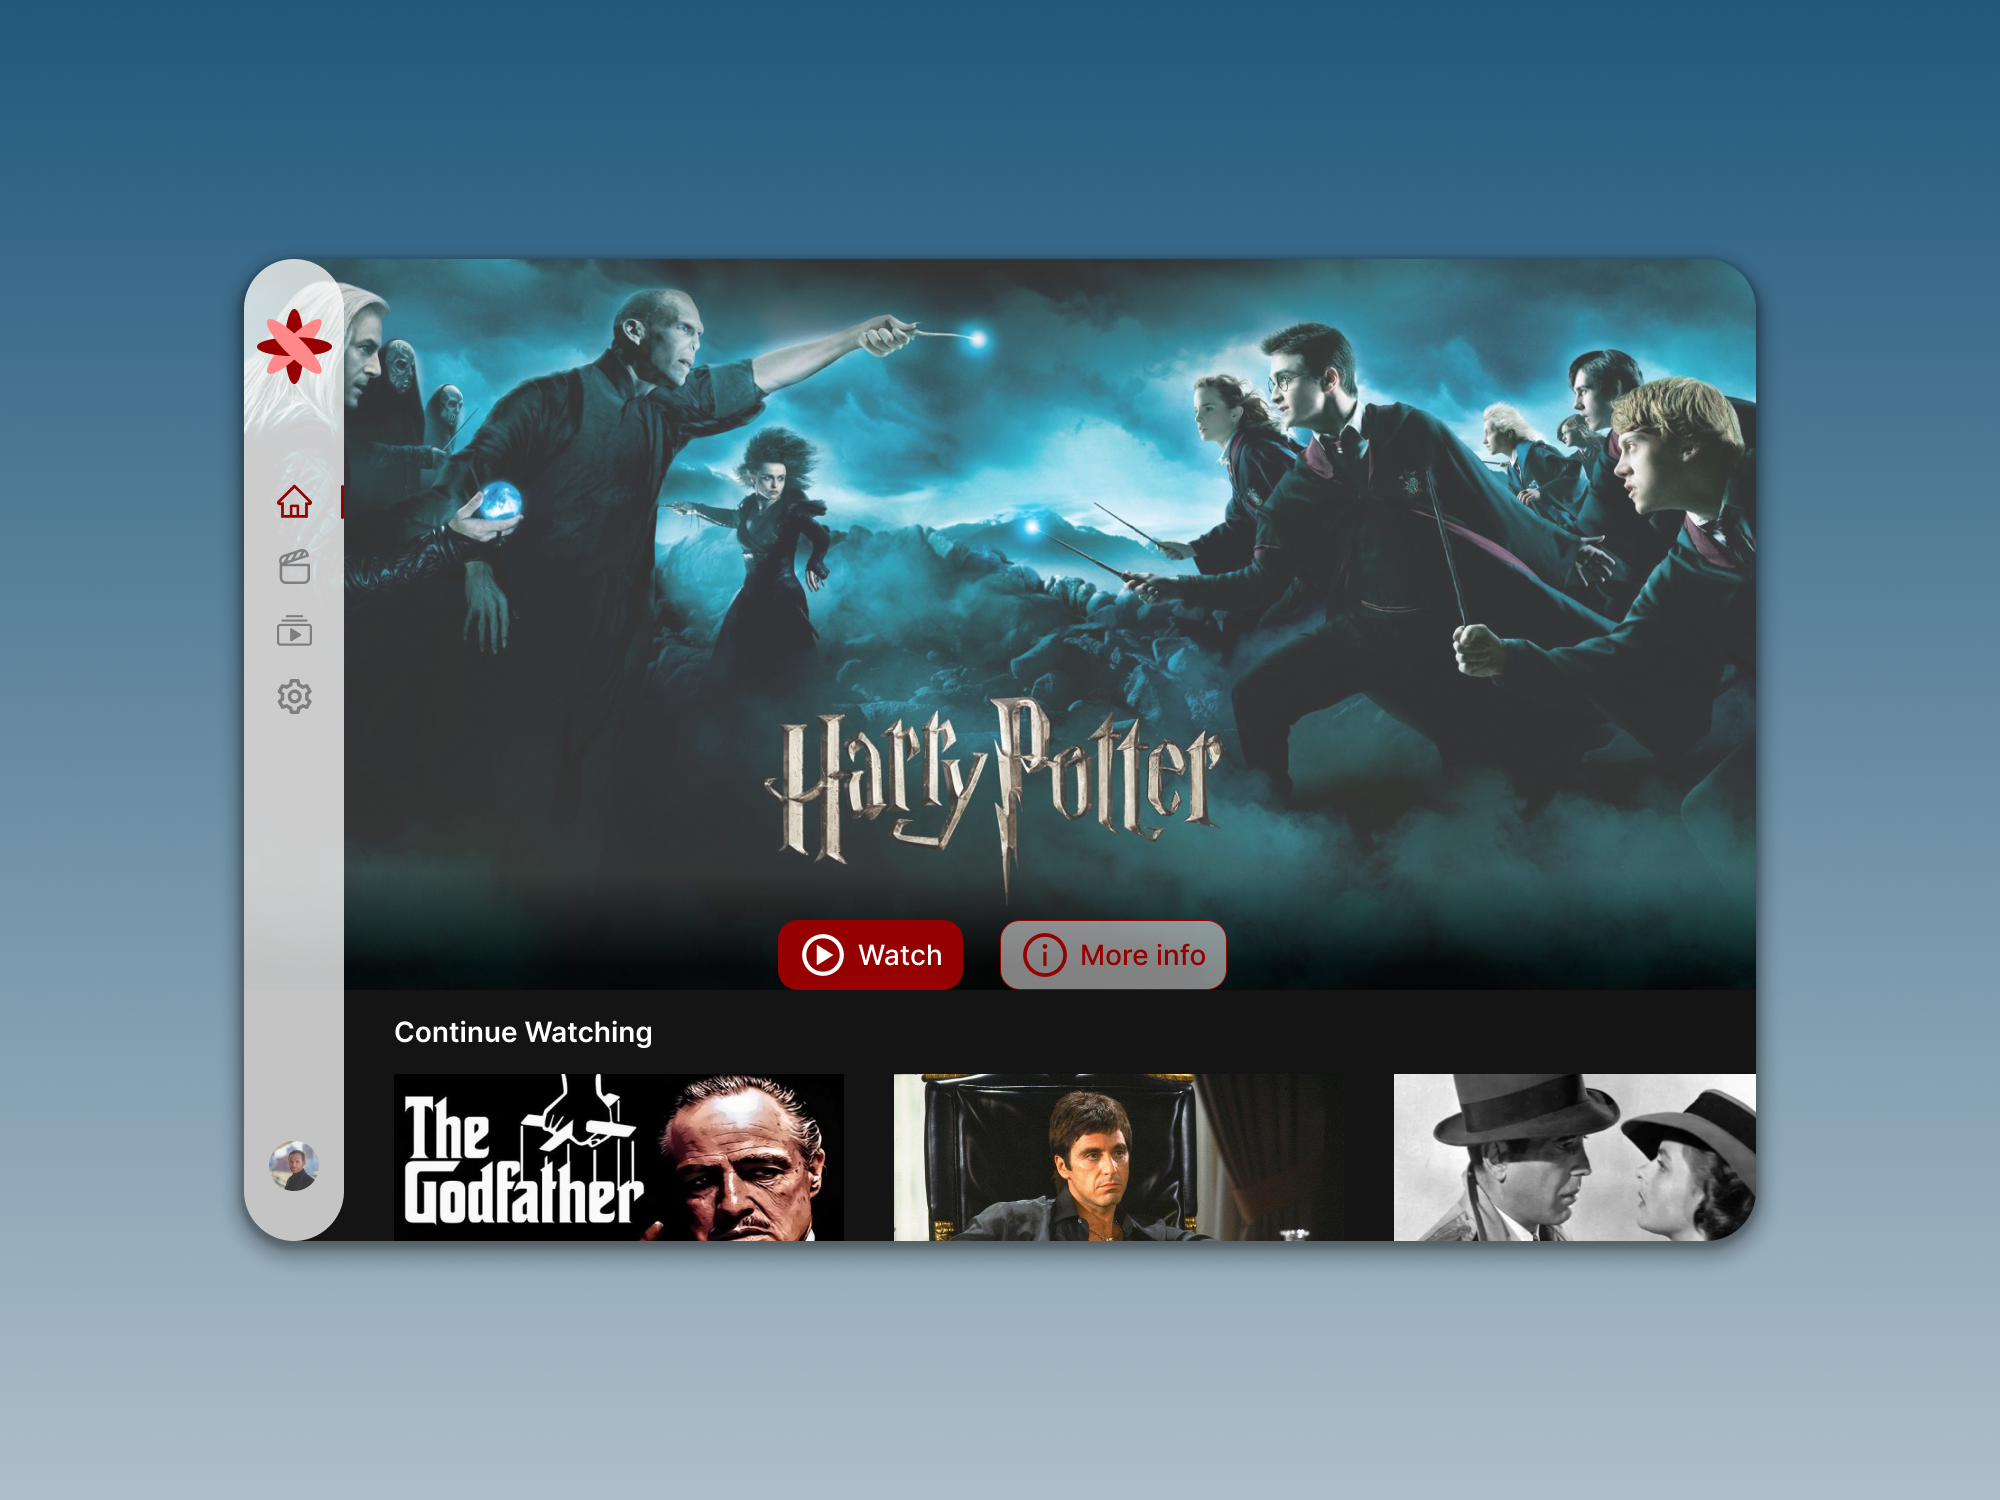 Harry Potter
Watch
More info
Continue Watching
The
Godfather